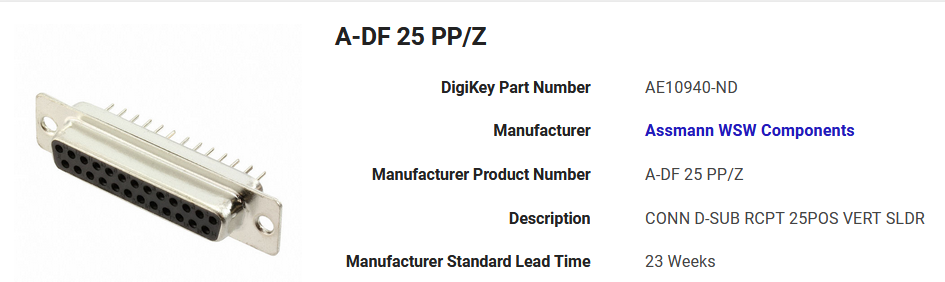 A-DF 25 PP/Z
DigiKey Part Number AE10940-ND
Manufacturer Assmann WSW Components
Manufacturer Product Number A-DF 25 PP/Z
Description CONN D-SUB RCPT 25POS VERT SLDR
Manufacturer Standard Lead Time 23 Weeks